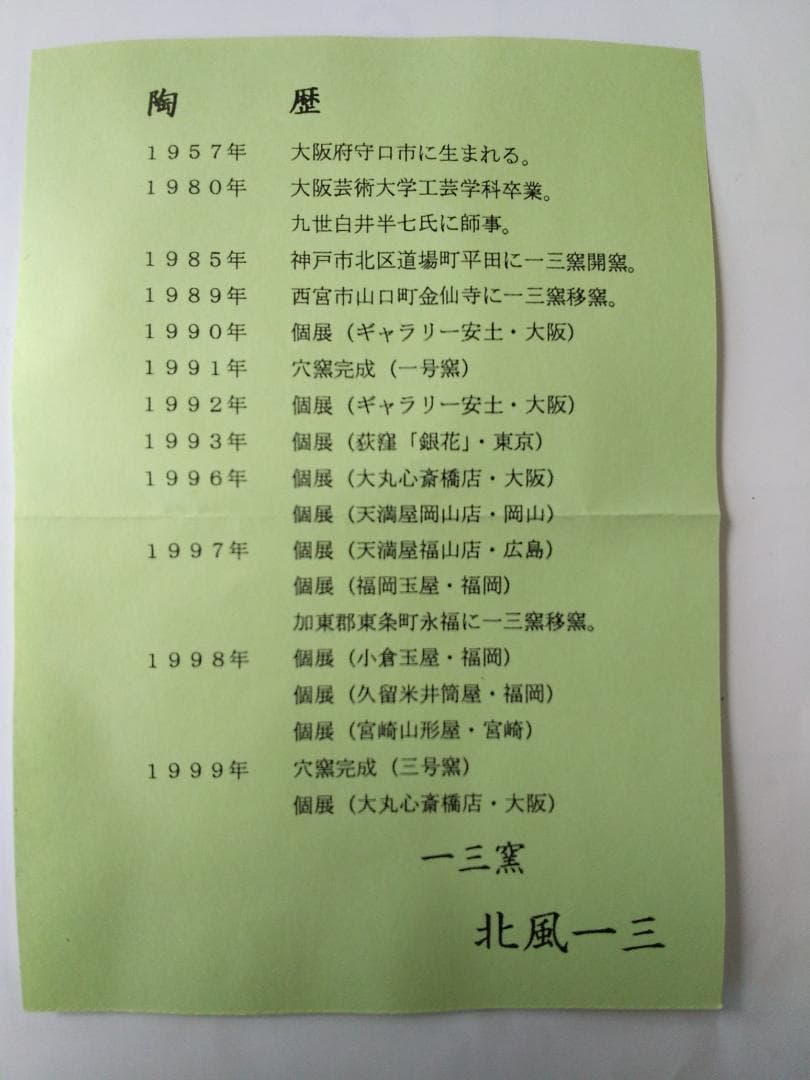 陶　　　　歴
１９５７年　　大阪府守口市に生まれる。
１９８０年　　大阪芸術大学工芸学科卒業。
九世白井半七氏に師事。
１９８５年　　神戸市北区道場町平田に一三窯開窯。
１９８９年　　西宮市山口町金仙寺に一三窯移窯。
１９９０年　　個展（ギャラリー安土・大阪）
１９９１年　　穴窯完成（一号窯）
１９９２年　　個展（ギャラリー安土・大阪）
１９９３年　　個展（荻窪「銀花」・東京）
１９９６年　　個展（大丸心斎橋店・大阪）
個展（天満屋岡山店・岡山）
１９９７年　　個展（天満屋福山店・広島）
個展（福岡玉屋・福岡）
加東郡東条町永福に一三窯移窯。
１９９８年　　個展（小倉玉屋・福岡）
個展（久留米井筒屋・福岡）
個展（宮崎山形屋・宮崎）
１９９９年　　穴窯完成（三号窯）
個展（大丸心斎橋店・大阪）
一三窯
北風一三